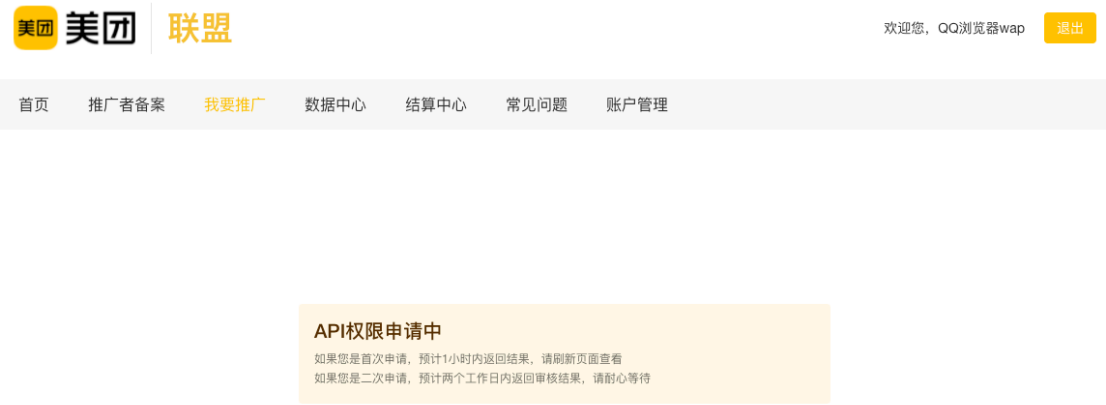 美团 美团 联盟
欢迎您，QQ浏览器wap 退出
首页 推广者备案 我要推广 数据中心 结算中心 常见问题 账户管理
API权限申请中
如果您是首次申请，预计1小时内返回结果，请刷新页面查看
如果您是二次申请，预计两个工作日内返回审核结果，请耐心等待